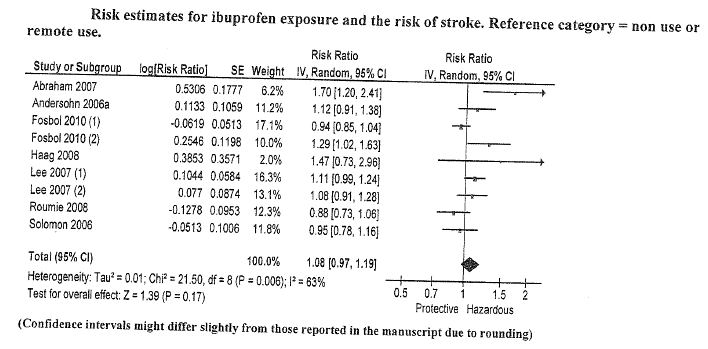 Risk estimates for ibuprofen exposure and the risk of stroke. Reference category = non use or
remote use.
Risk Ratio Risk Ratio
Study or Subgroup log[Risk Ratio] SE Weight IV, Random, 95% CI IV, Random, 95% CI
Abraham 2007 0.5306 0.1777 6.2% 1.70 [1.20, 2.41]
Andersohn 2006a 0.1133 0.1059 11.2% 1.12 [0.91, 1.38]
Fosbol 2010 (1) -0.0619 0.0513 17.1% 0.94 [0.85, 1.04]
Fosbol 2010 (2) 0.2546 0.1198 10.0% 1.29 [1.02, 1.63]
Haag 2008 0.3853 0.3571 2.0% 1.47 [0.73, 2.96]
Lee 2007 (1) 0.1044 0.0584 16.3% 1.11 [0.99, 1.24]
Lee 2007 (2) 0.077 0.0874 13.1% 1.08 [0.91, 1.28]
Roumie 2008 -0.1278 0.0953 12.3% 0.88 [0.73, 1.06]
Solomon 2006 -0.0513 0.1006 11.8% 0.95 [0.78, 1.16]
Total (95% CI) 100.0% 1.08 [0.97, 1.19]
Heterogeneity: Tau² = 0.01; Chi² = 21.50, df = 8 (P = 0.006); I² = 63%
Test for overall effect: Z = 1.39 (P = 0.17)
0.5 0.7 1 1.5 2
Protective Hazardous
(Confidence intervals might differ slightly from those reported in the manuscript due to rounding)